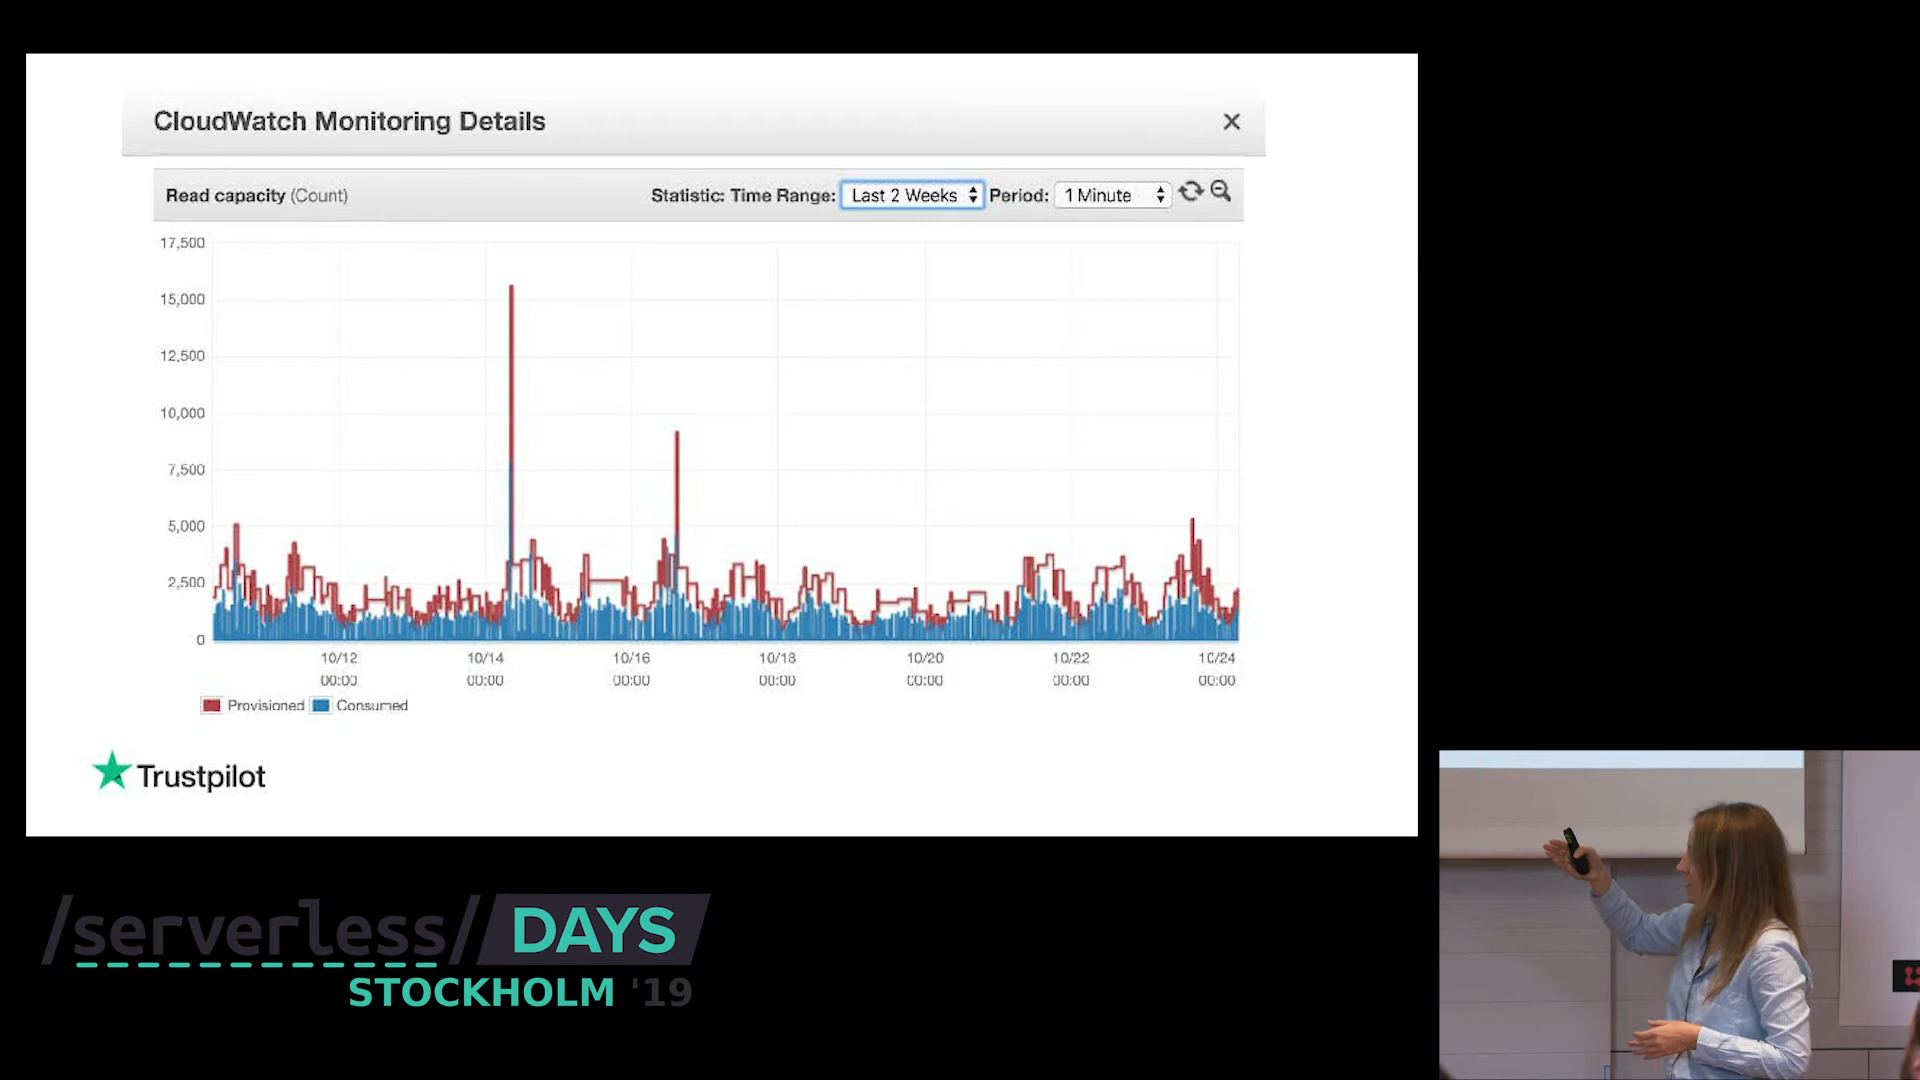 CloudWatch Monitoring Details
Read capacity (Count)
Statistic: Time Range: Last 2 Weeks Period: 1 Minute
17,500
15,000
12,500
10,000
7,500
5,000
2,500
0
10/12 10/14 10/16 10/18 10/20 10/22 10/24
00:00 00:00 00:00 00:00 00:00 00:00 00:00
Provisioned Consumed
Trustpilot
/serverless/ DAYS
STOCKHOLM '19